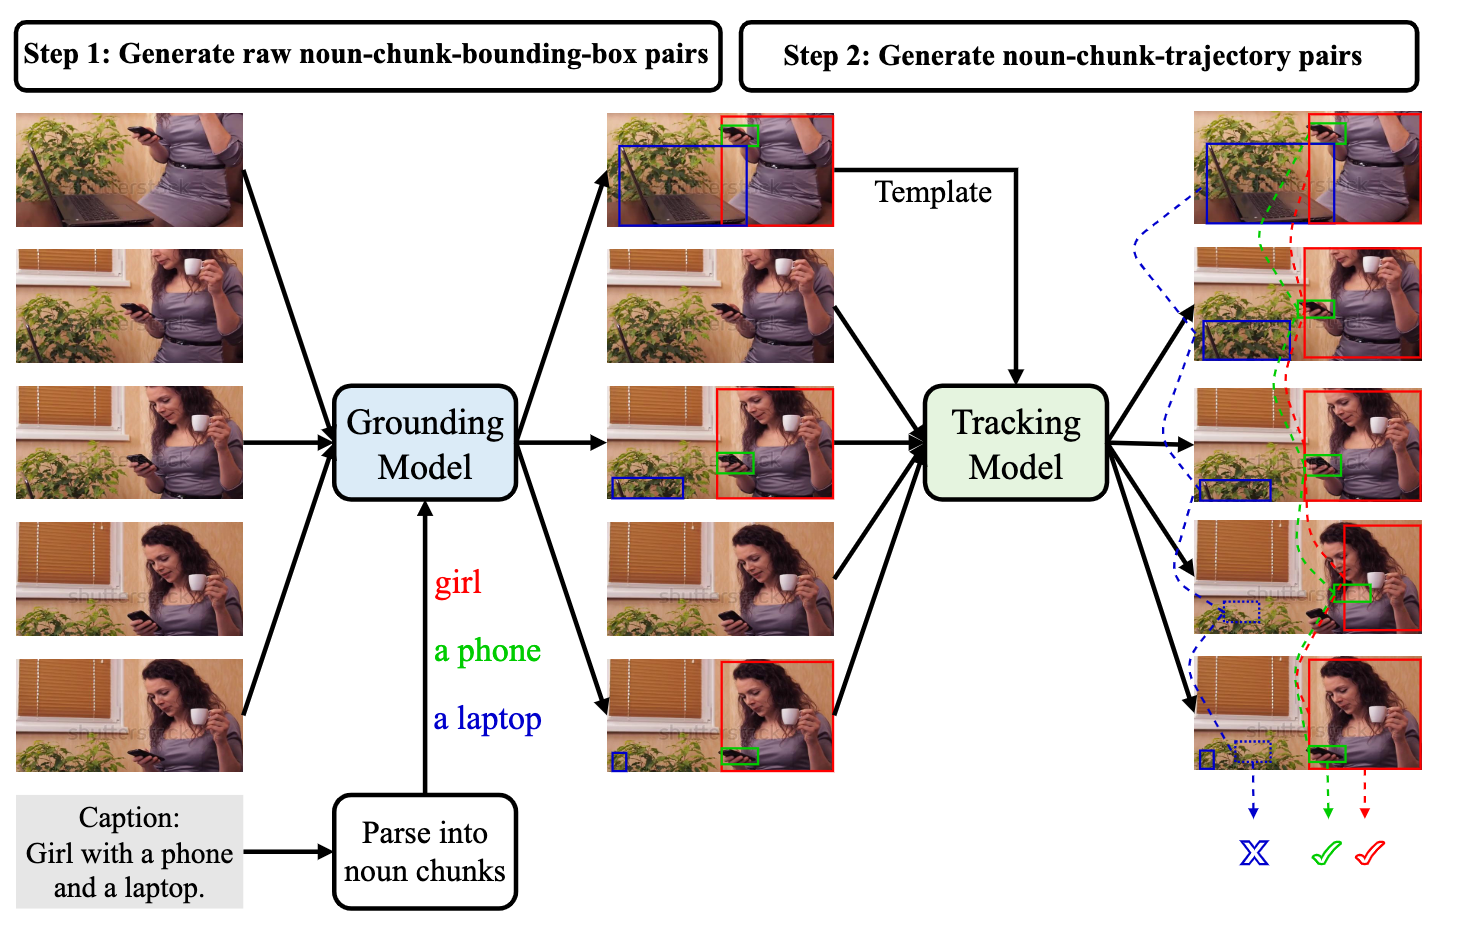 Step 1: Generate raw noun-chunk-bounding-box pairs
Step 2: Generate noun-chunk-trajectory pairs
Template
Grounding
Model
Tracking
Model
girl
a phone
a laptop
Caption:
Girl with a phone
and a laptop.
Parse into
noun chunks